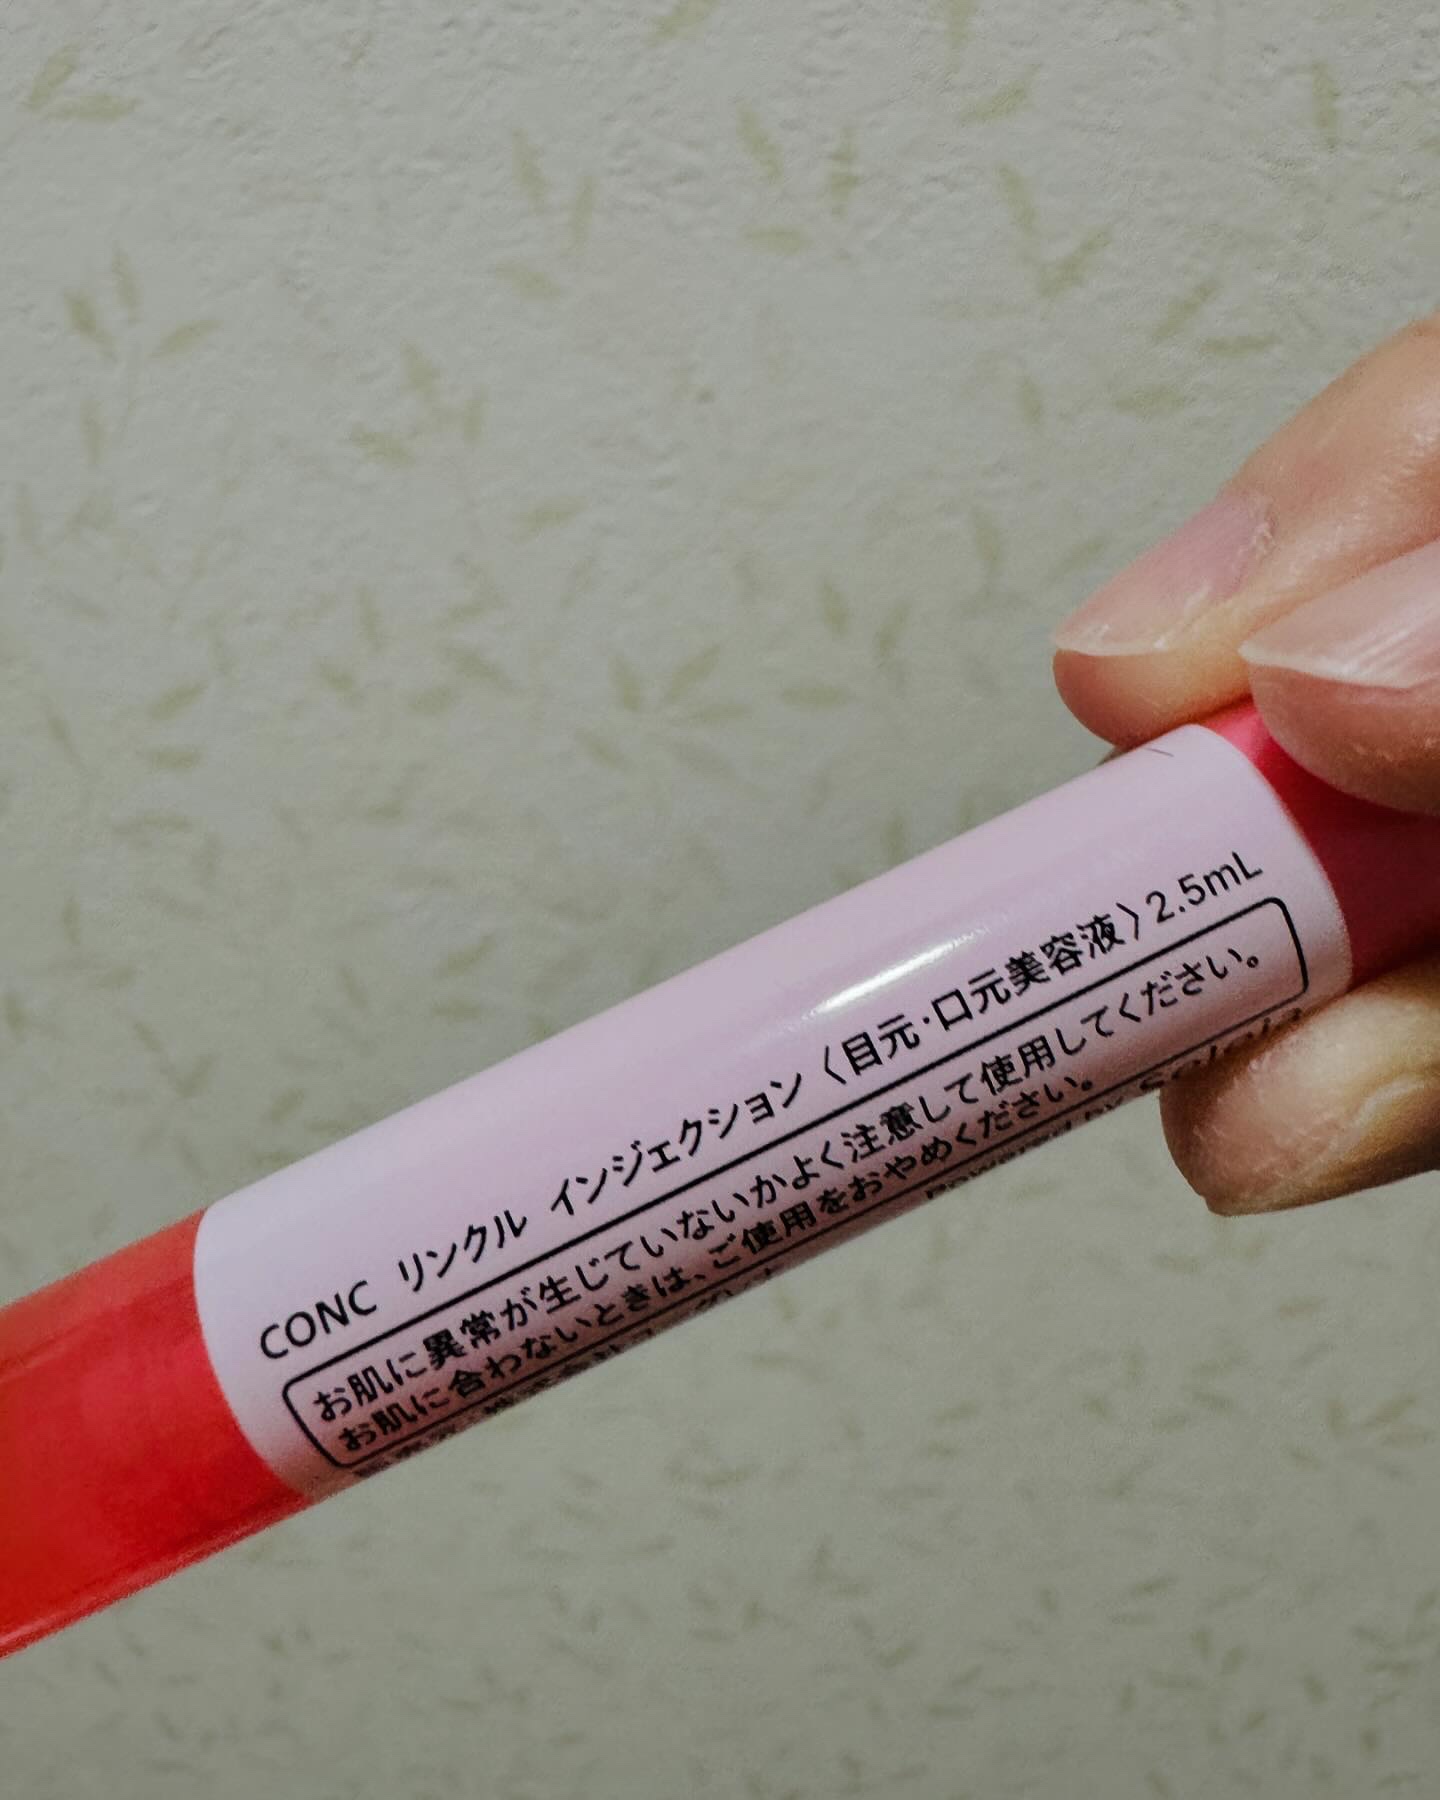 CONC リンクル インジェクション〈目元・口元美容液〉2.5mL
お肌に異常が生じていないかよく注意して使用してください。
お肌に合わないときは、ご使用をおやめください。
Powered by